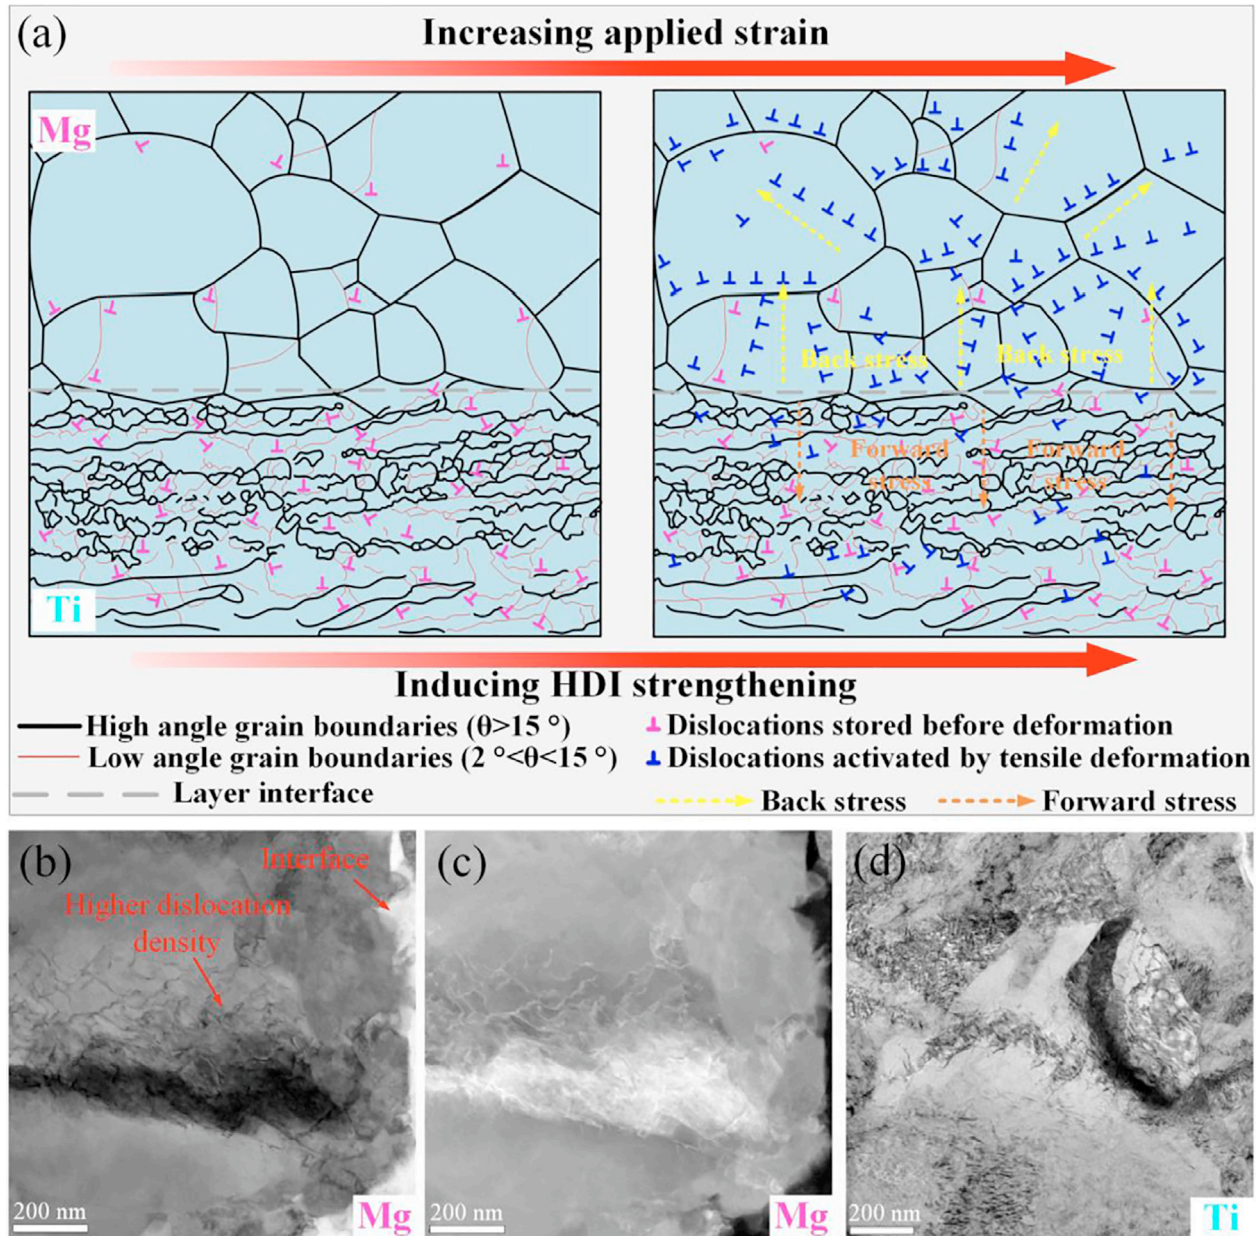 (a)
Increasing applied strain
Mg
Back stress
Back stress
Forward
stress
Forward
stress
Ti
Inducing HDI strengthening
High angle grain boundaries (θ>15 °)
Low angle grain boundaries (2 °<θ<15 °)
Layer interface
Dislocations stored before deformation
Dislocations activated by tensile deformation
Back stress
Forward stress
(b)
Interface
Higher dislocation
density
200 nm
Mg
(c)
200 nm
Mg
(d)
200 nm
Ti